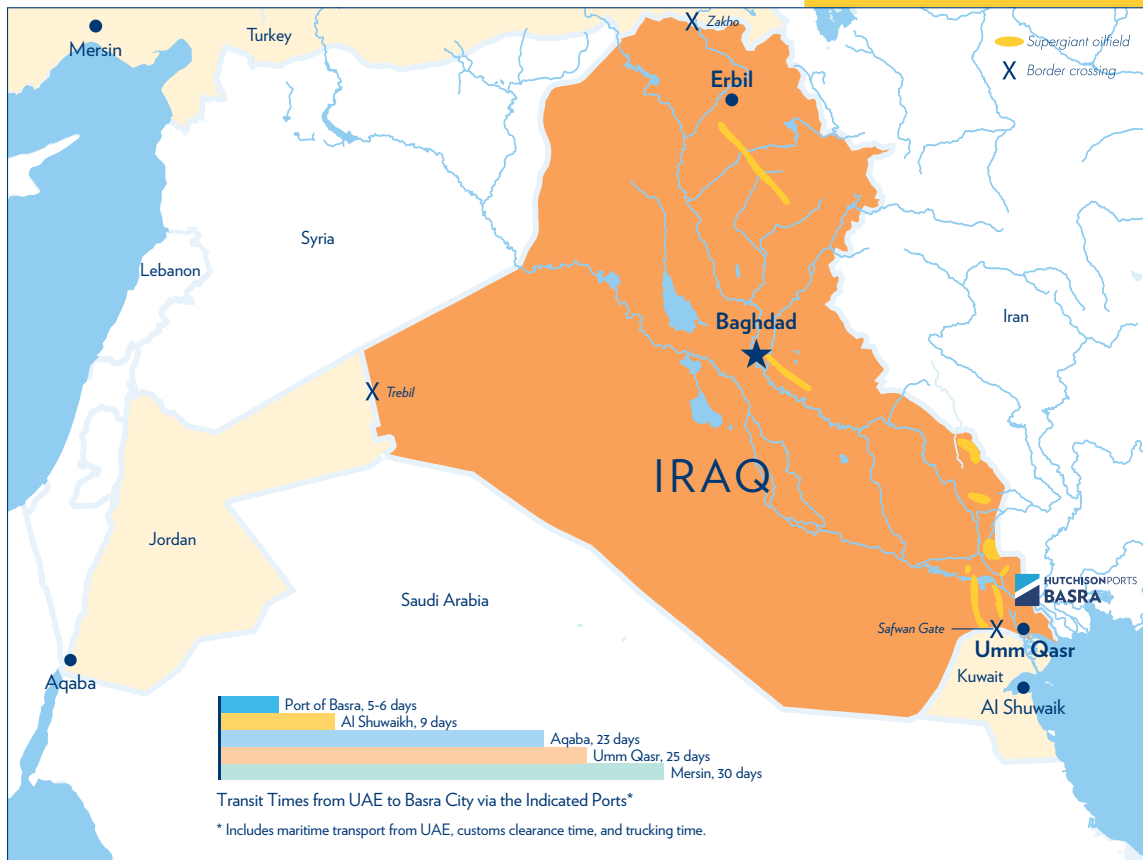 Zakho
Turkey
Mersin
Supergiant oilfield
X Border crossing
X
Erbil
Syria
Lebanon
Iran
Baghdad
X Trebil
IRAQ
Jordan
HUTCHISONPORTS
BASRA
Saudi Arabia
Safwan Gate
X
Umm Qasr
Kuwait
Aqaba
Al Shuwaik
Port of Basra, 5-6 days
Al Shuwaikh, 9 days
Aqaba, 23 days
Umm Qasr, 25 days
Mersin, 30 days
Transit Times from UAE to Basra City via the Indicated Ports*
* Includes maritime transport from UAE, customs clearance time, and trucking time.